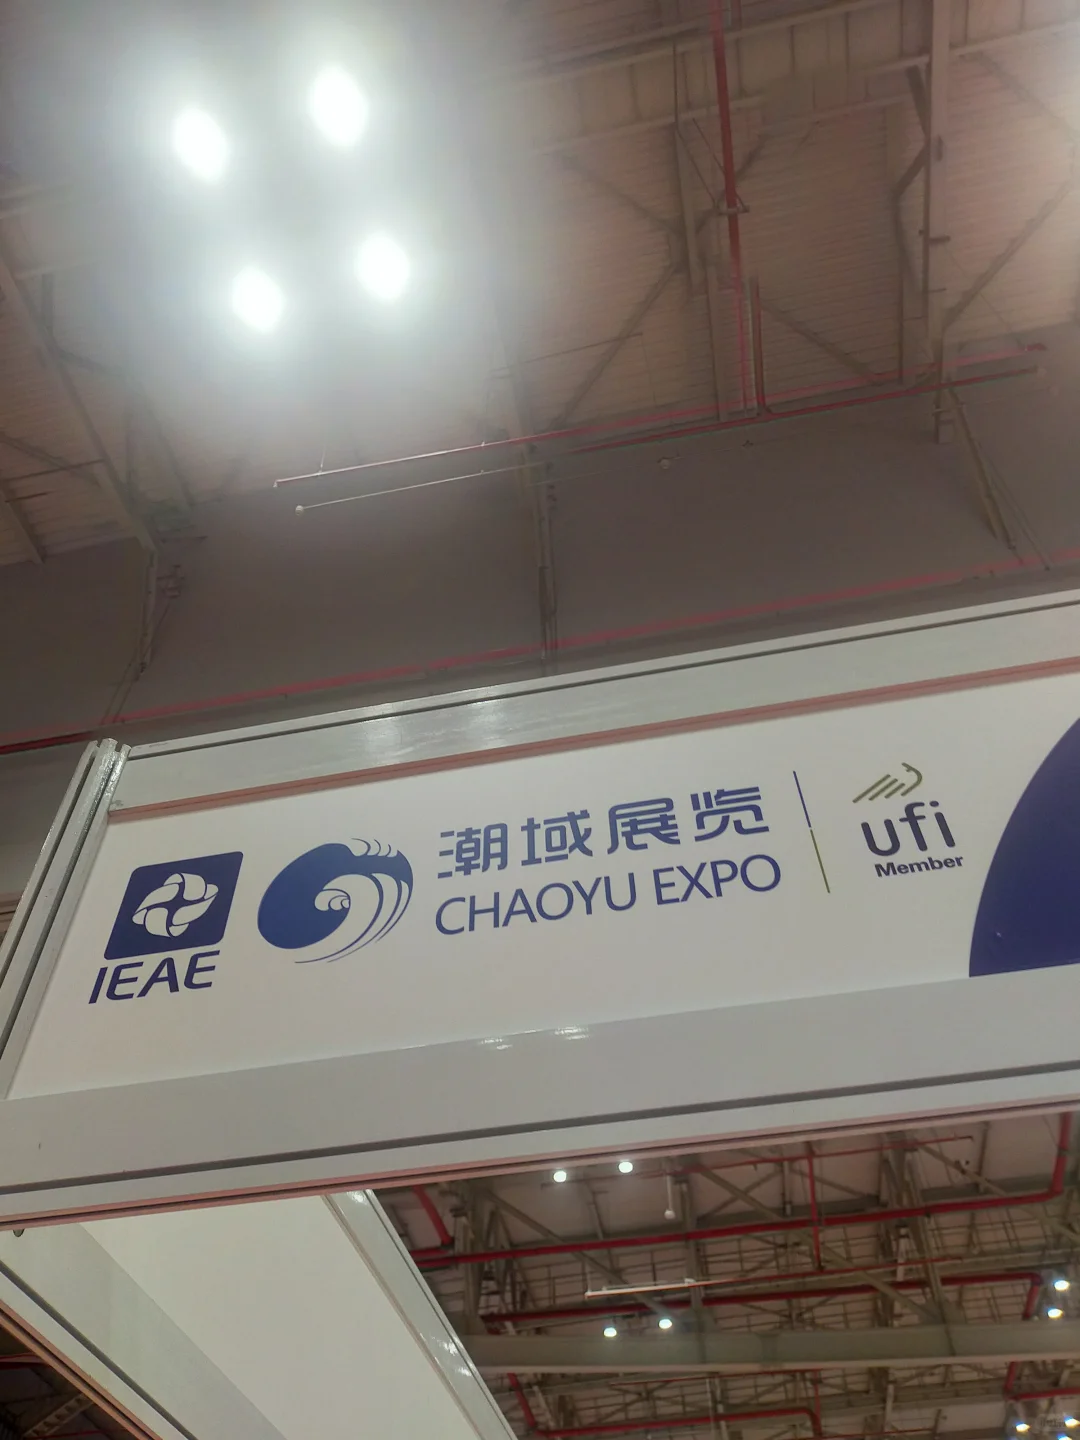 IEAE
潮域展览
CHAOYU EXPO
ufi
Member